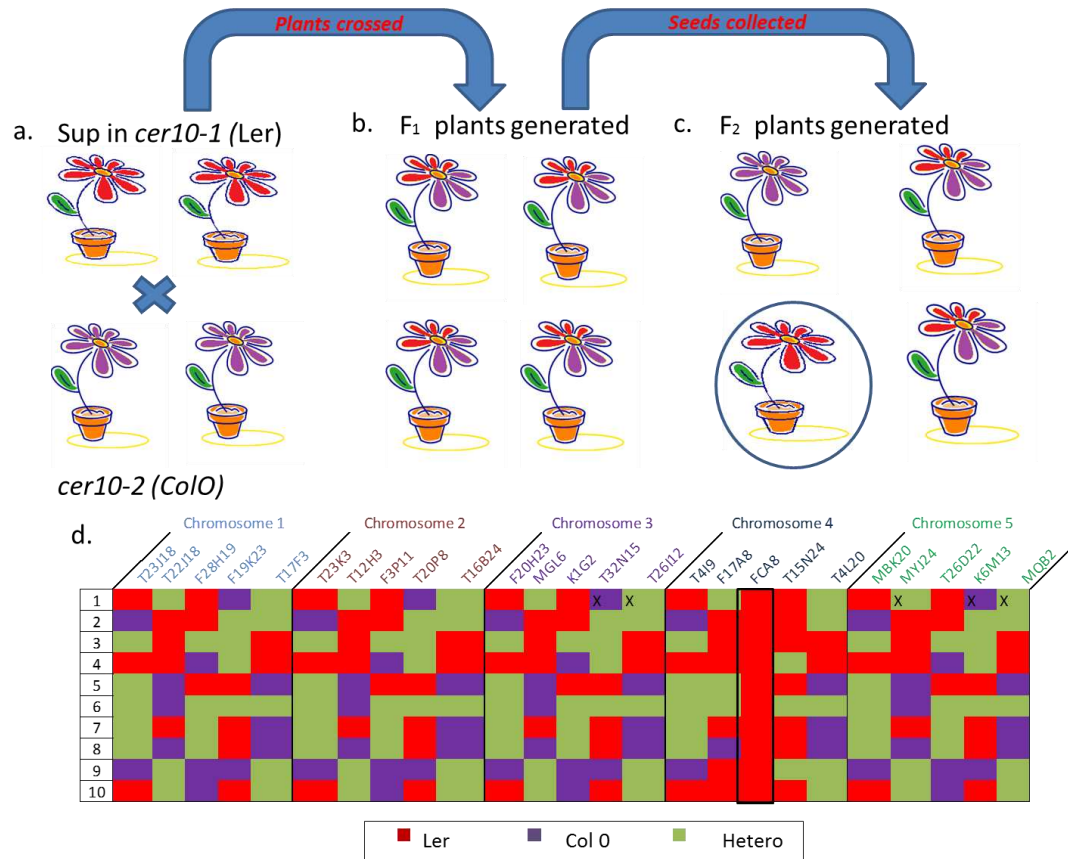 Plants crossed
Seeds collected
a. Sup in cer10-1 (Ler)
b. F1 plants generated
c. F2 plants generated
cer10-2 (ColO)
d.
Chromosome 1
Chromosome 2
Chromosome 3
Chromosome 4
Chromosome 5
T23J18
T22J18
F28H19
F19K23
T17F3
T23K3
T12H3
F3P11
T20P8
T16B24
F20H23
MGL6
K1G2
T32N15
T26I12
T4I9
F17A8
FCA8
T15N24
T4L20
MBK20
MYJ24
T26D22
K6M13
MQB2
1 X X X X X
2
3
4
5
6
7
8
9
10
Ler Col 0 Hetero